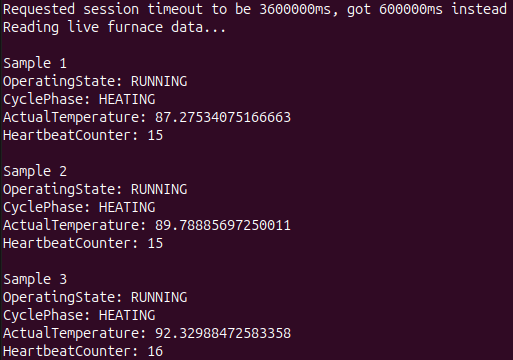 Requested session timeout to be 3600000ms, got 600000ms instead
Reading live furnace data...
Sample 1
OperatingState: RUNNING
CyclePhase: HEATING
ActualTemperature: 87.27534075166663
HeartbeatCounter: 15
Sample 2
OperatingState: RUNNING
CyclePhase: HEATING
ActualTemperature: 89.78885697250011
HeartbeatCounter: 15
Sample 3
OperatingState: RUNNING
CyclePhase: HEATING
ActualTemperature: 92.32988472583358
HeartbeatCounter: 16